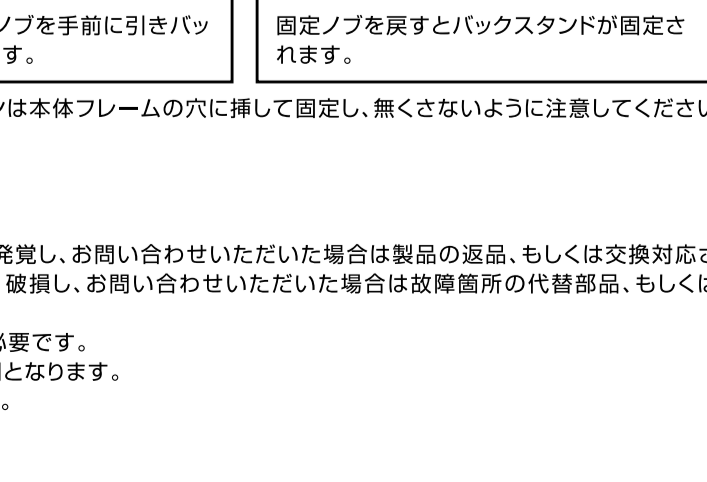 ノブを手前に引きバッ
す。
固定ノブを戻すとバックスタンドが固定さ
れます。
は本体フレームの穴に挿して固定し、無くさないように注意してください
発覚し、お問い合わせいただいた場合は製品の返品、もしくは交換対応
破損し、お問い合わせいただいた場合は故障箇所の代替部品、もしくは
必要です。
となります。
。